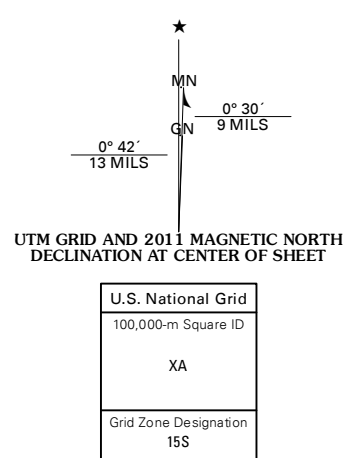 ★
MN
0° 30´
9 MILS
GN
0° 42´
13 MILS
UTM GRID AND 2011 MAGNETIC NORTH
DECLINATION AT CENTER OF SHEET
U.S. National Grid
100,000-m Square ID
XA
Grid Zone Designation
15S